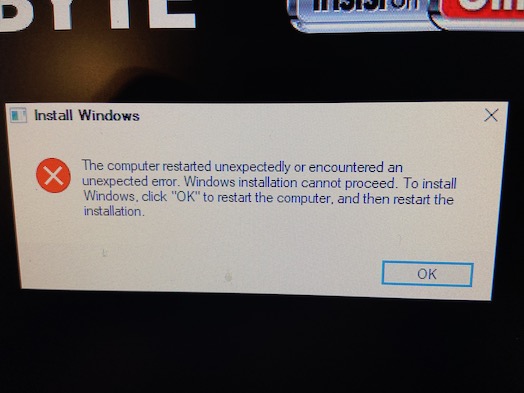 BYTE
Install Windows
The computer restarted unexpectedly or encountered an
unexpected error. Windows installation cannot proceed. To install
Windows, click "OK" to restart the computer, and then restart the
installation.
OK